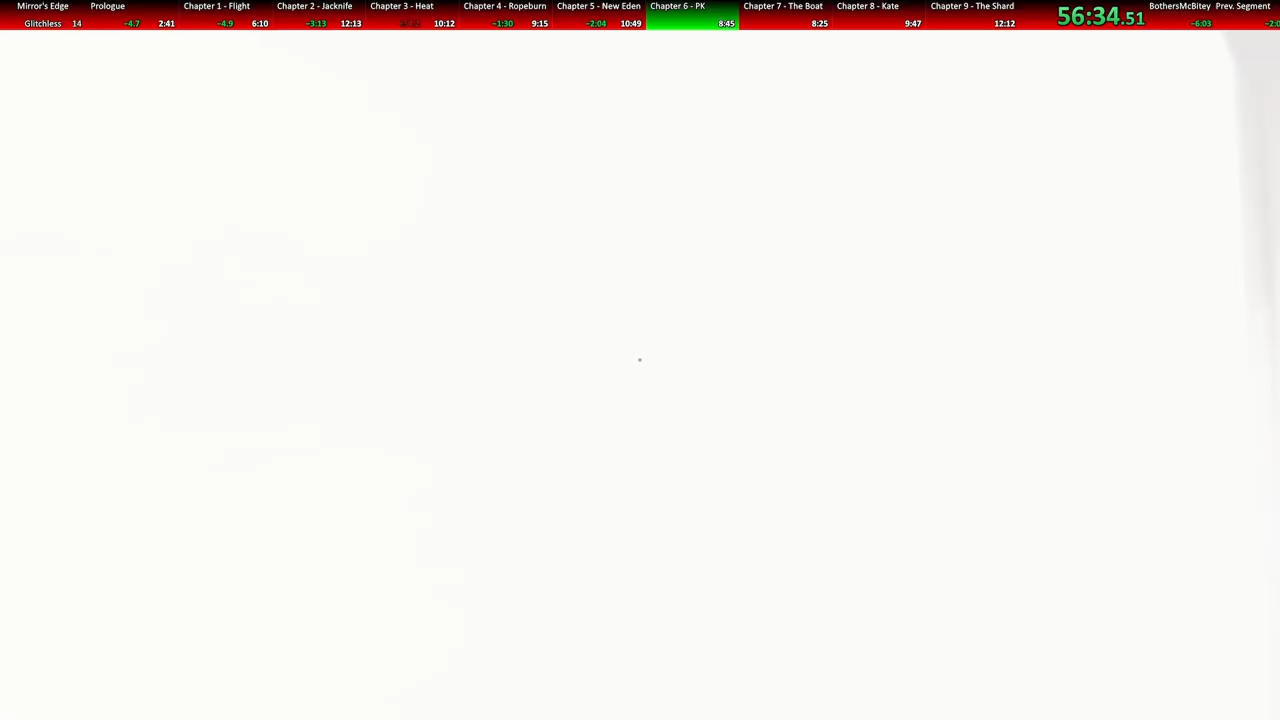 Mirror's Edge Prologue Chapter 1 - Flight Chapter 2 - Jacknife Chapter 3 - Heat Chapter 4 - Ropeburn Chapter 5 - New Eden Chapter 6 - PK Chapter 7 - The Boat Chapter 8 - Kate Chapter 9 - The Shard 56:34.51 BothersMcBitey Prev. Segment
Glitchless 14 −4.7 2:41 −4.9 6:10 −3:13 12:13 10:12 −1:30 9:15 −2:04 10:49 8:45 8:25 9:47 12:12 −6:03 −2:0